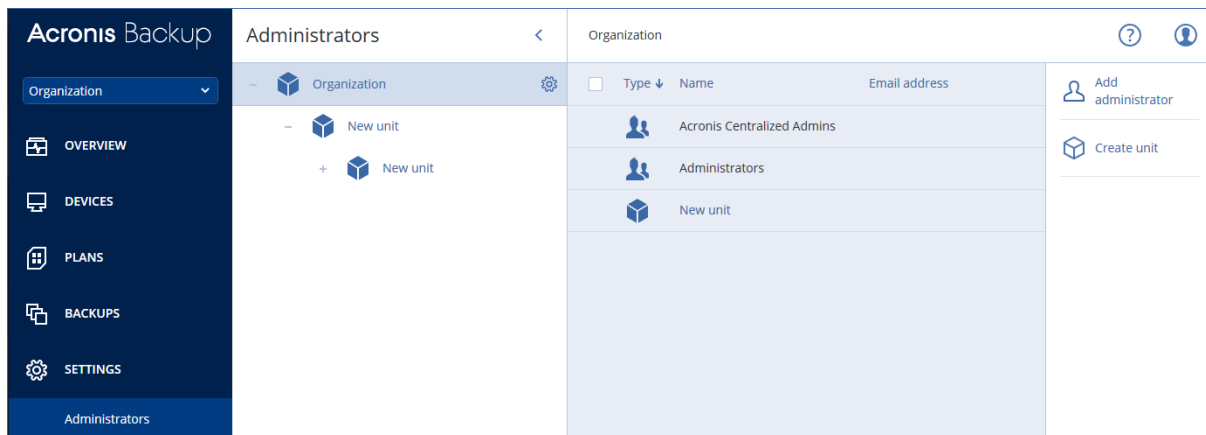 Acronis Backup
Organization
OVERVIEW
DEVICES
PLANS
BACKUPS
SETTINGS
Administrators
Administrators
Organization
New unit
New unit
Organization
Type Name Email address
Acronis Centralized Admins
Administrators
New unit
Add
administrator
Create unit